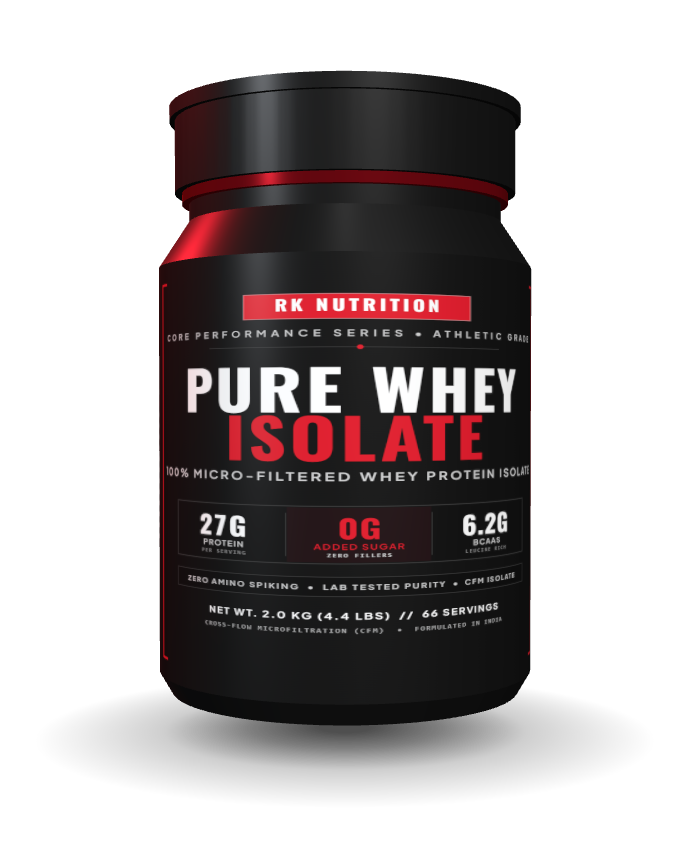 RK NUTRITION
CORE PERFORMANCE SERIES • ATHLETIC GRADE
PURE WHEY
ISOLATE
100% MICRO-FILTERED WHEY PROTEIN ISOLATE
27G 0G 6.2G
PROTEIN ADDED SUGAR BCAAS
PER SERVING ZERO FILLERS LEUCINE RICH
ZERO AMINO SPIKING • LAB TESTED PURITY • CFM ISOLATE
NET WT. 2.0 KG (4.4 LBS) // 66 SERVINGS
CROSS-FLOW MICROFILTRATION (CFM) • FORMULATED IN INDIA